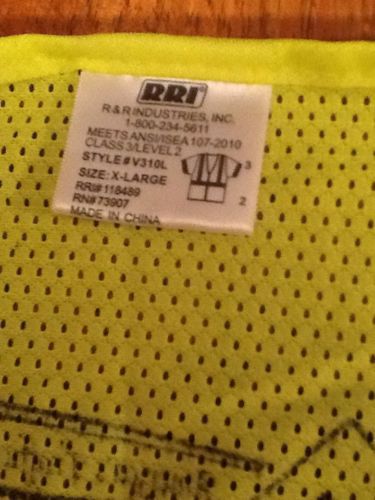 RRI
R & R INDUSTRIES, INC.
1-800-234-5611
MEETS ANSI/ISEA 107-2010
CLASS 3/LEVEL 2
STYLE # V310L
SIZE: X-LARGE
RRI# 118489
RN# 73907
MADE IN CHINA
3
2